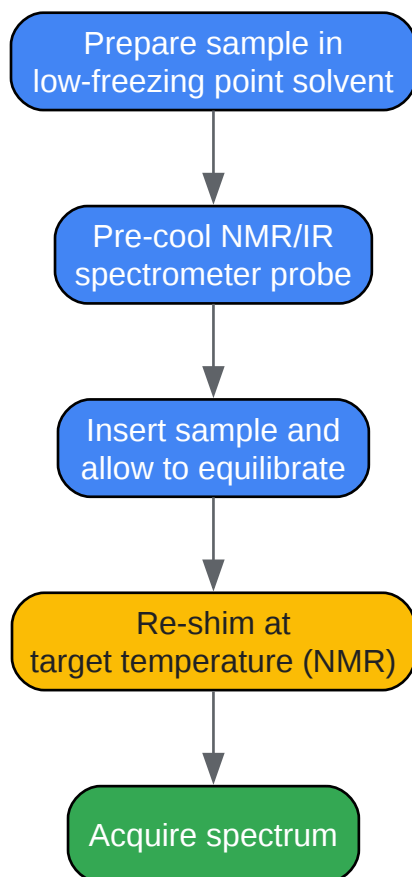 Prepare sample in
low-freezing point solvent
Pre-cool NMR/IR
spectrometer probe
Insert sample and
allow to equilibrate
Re-shim at
target temperature (NMR)
Acquire spectrum